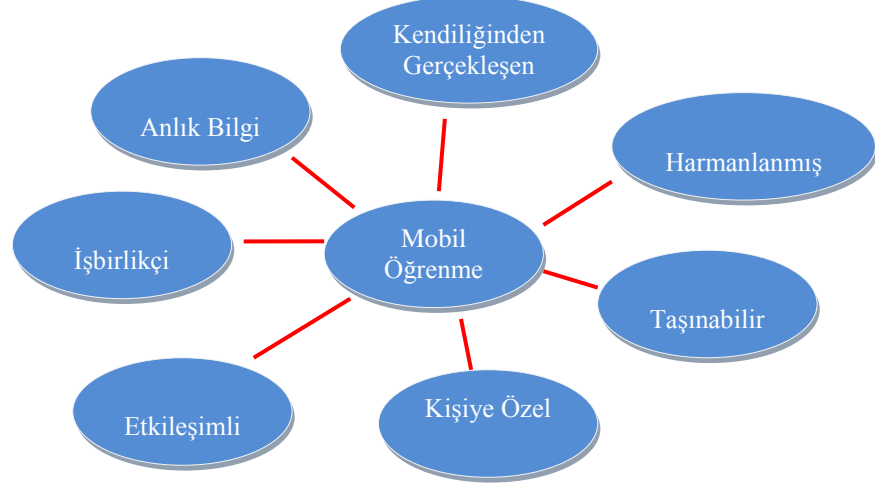 Kendiliğinden
Gerçekleşen
Anlık Bilgi
Harmanlanmış
Mobil
Öğrenme
İşbirlikçi
Taşınabilir
Kişiye Özel
Etkileşimli